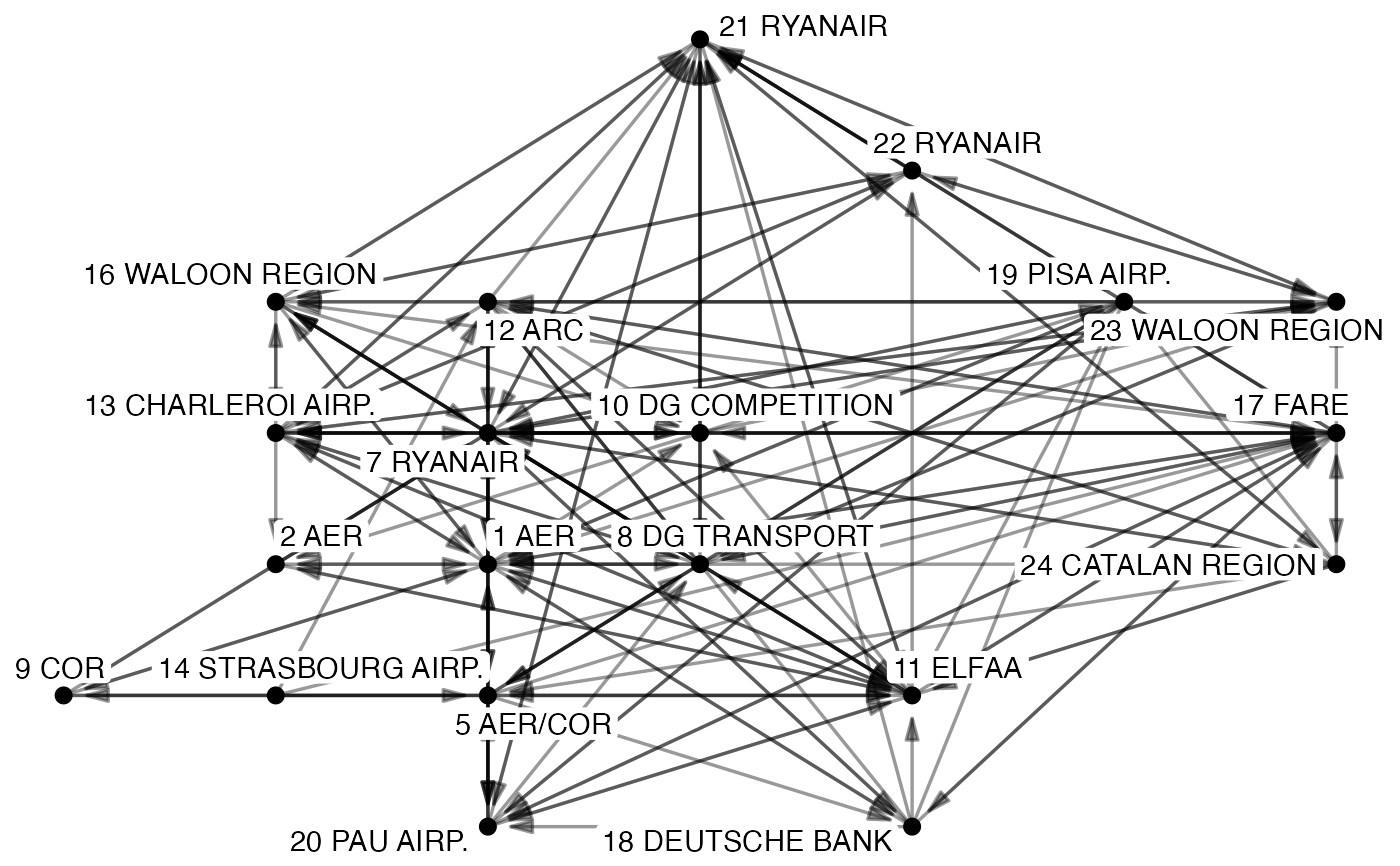 21 RYANAIR
22 RYANAIR
16 WALOON REGION
19 PISA AIRP.
12 ARC
23 WALOON REGION
13 CHARLEROI AIRP.
10 DG COMPETITION
17 FARE
7 RYANAIR
2 AER
1 AER
8 DG TRANSPORT
24 CATALAN REGION
9 COR
14 STRASBOURG AIRP.
11 ELFAA
5 AER/COR
20 PAU AIRP.
18 DEUTSCHE BANK